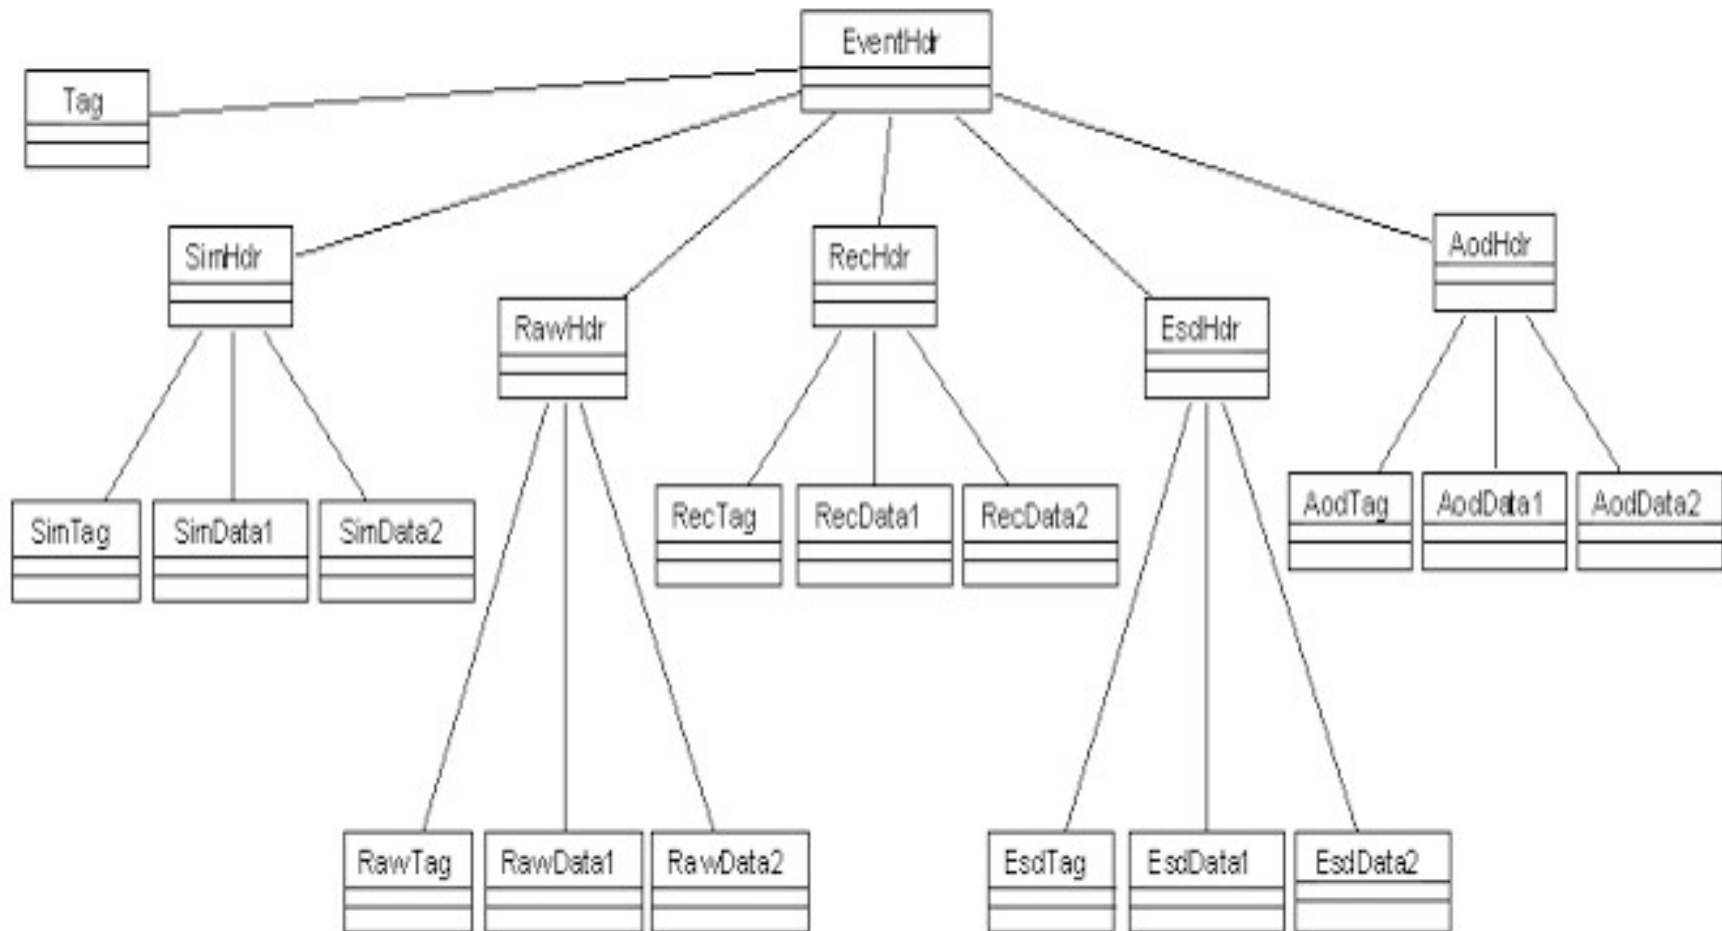 EventHdr
Tag
SimHdr
RawHdr
RecHdr
EsdHdr
AodHdr
SimTag
SimData1
SimData2
RecTag
RecData1
RecData2
AodTag
AodData1
AodData2
RawTag
RawData1
RawData2
EsdTag
EsdData1
EsdData2